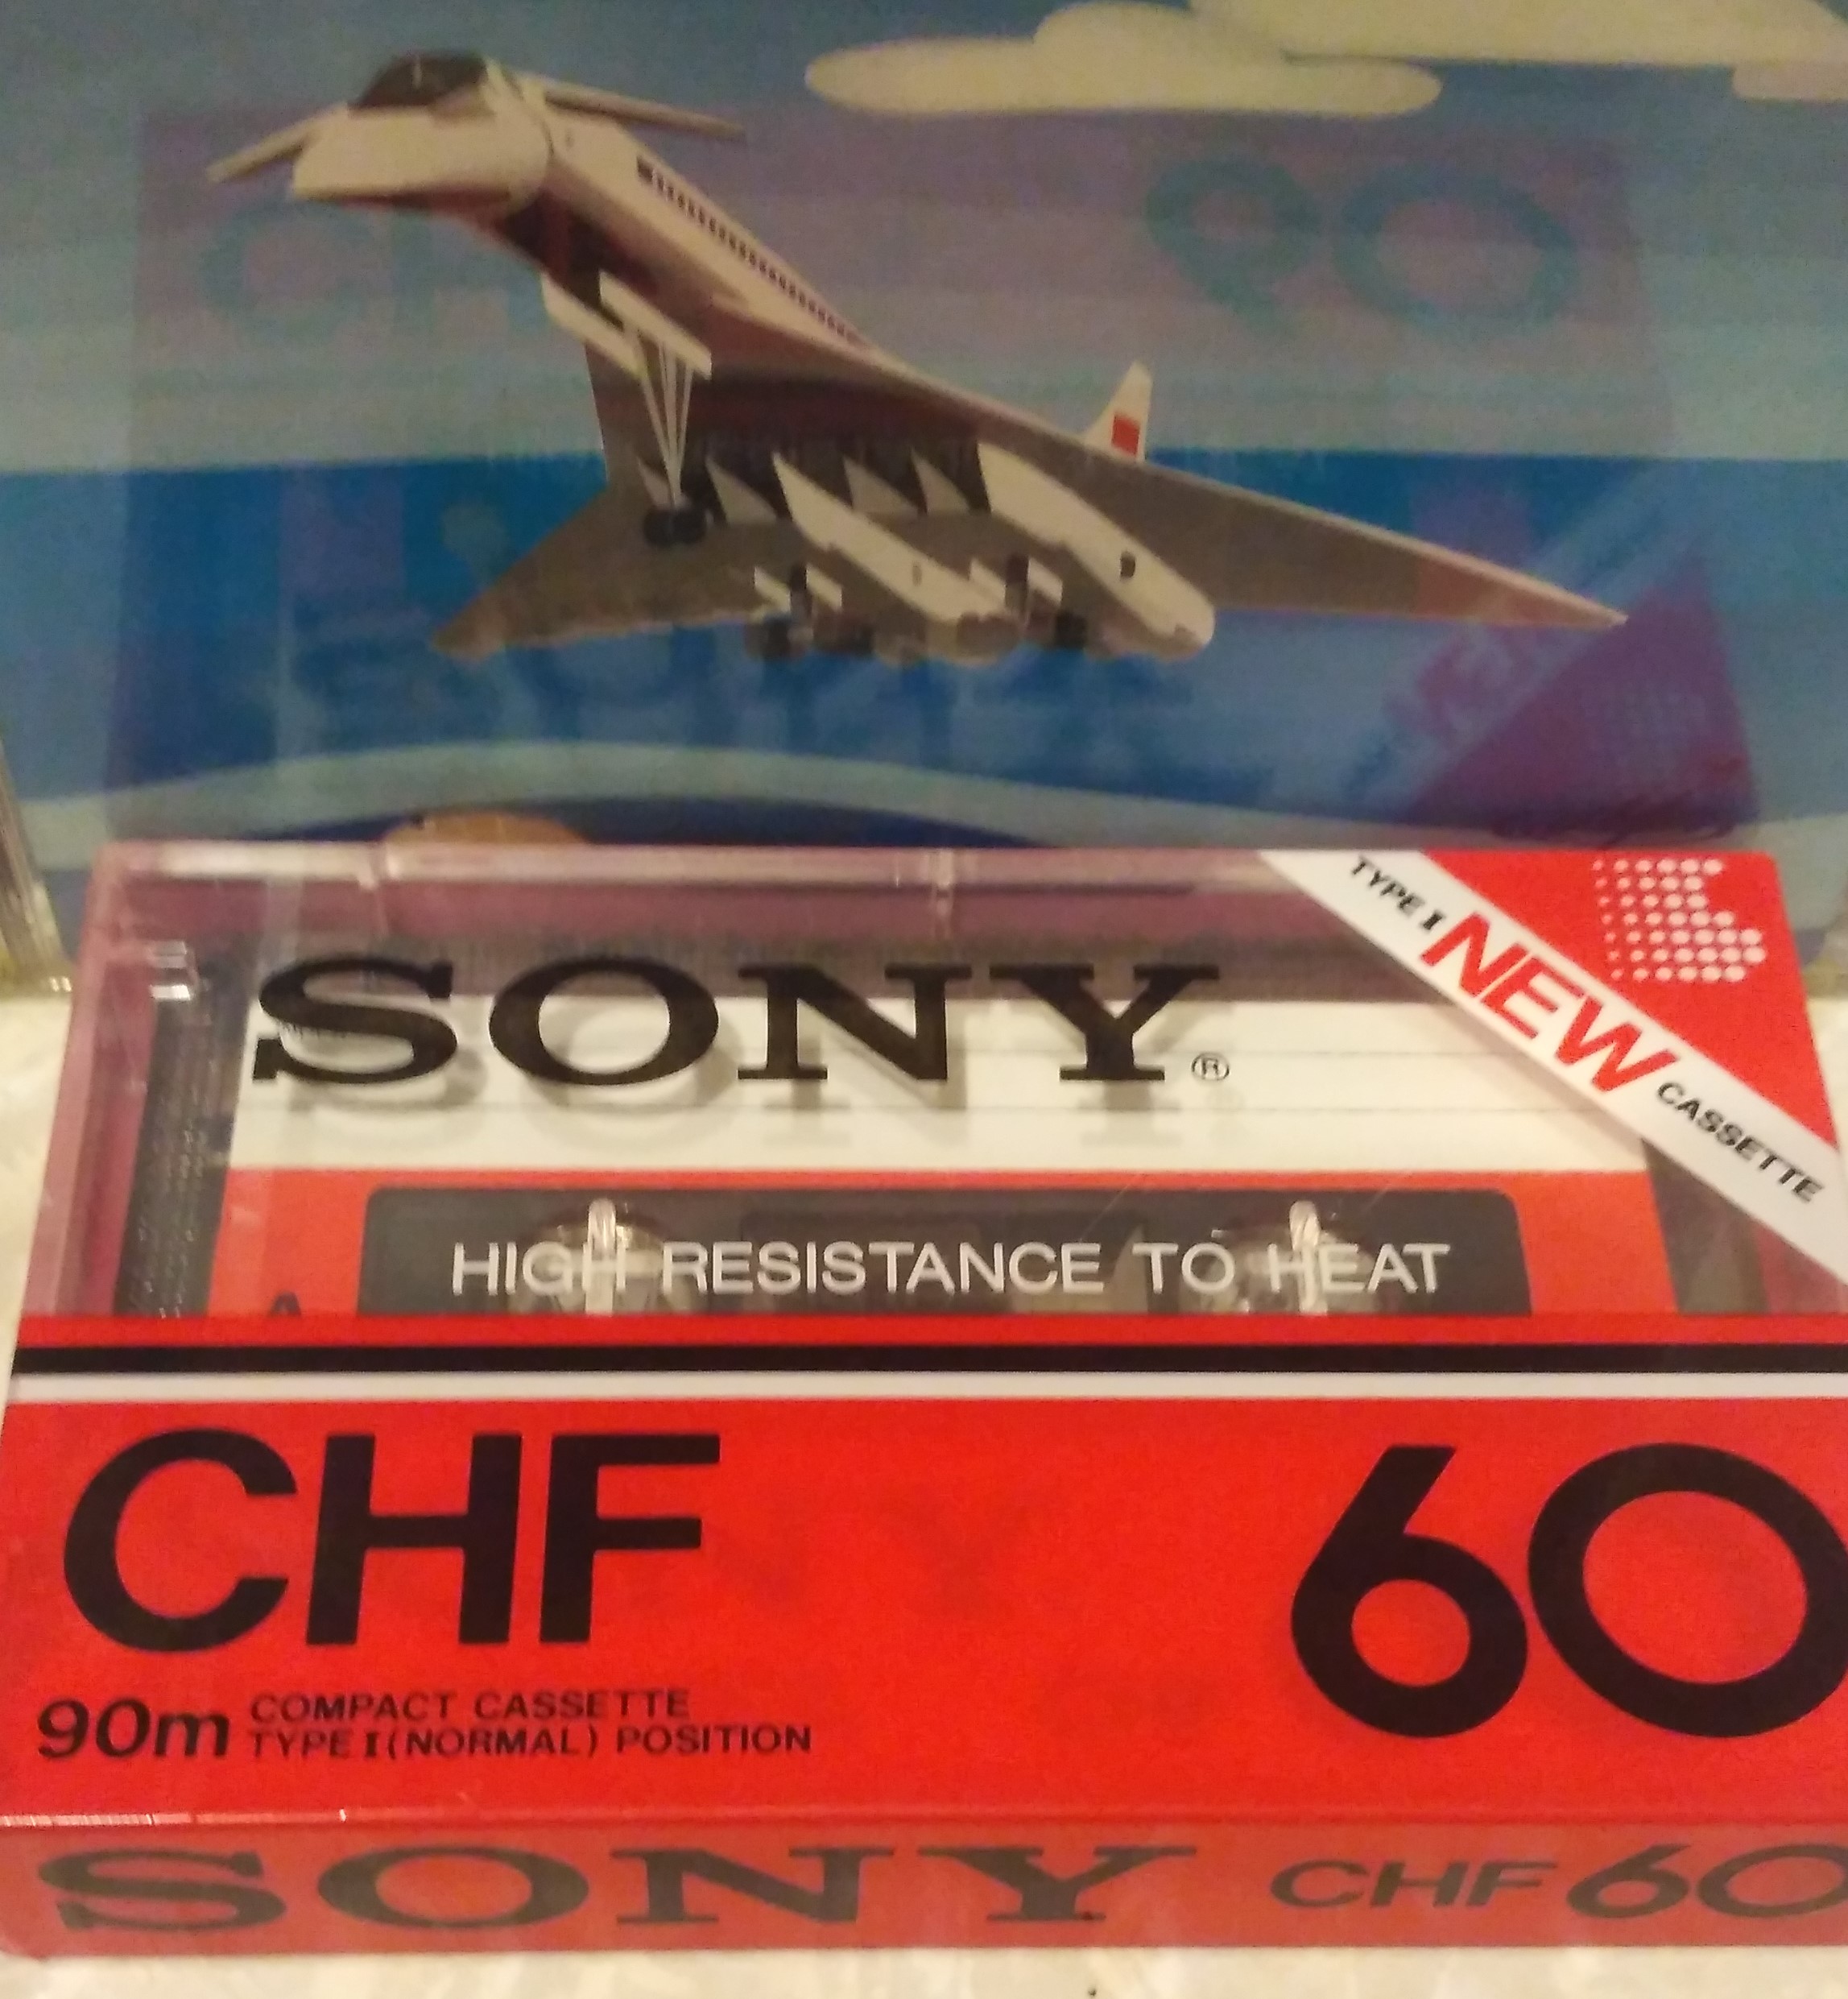 SONY®
TYPE I NEW CASSETTE
HIGH RESISTANCE TO HEAT
A
CHF 60
90m COMPACT CASSETTE
TYPE I (NORMAL) POSITION
SONY CHF 60